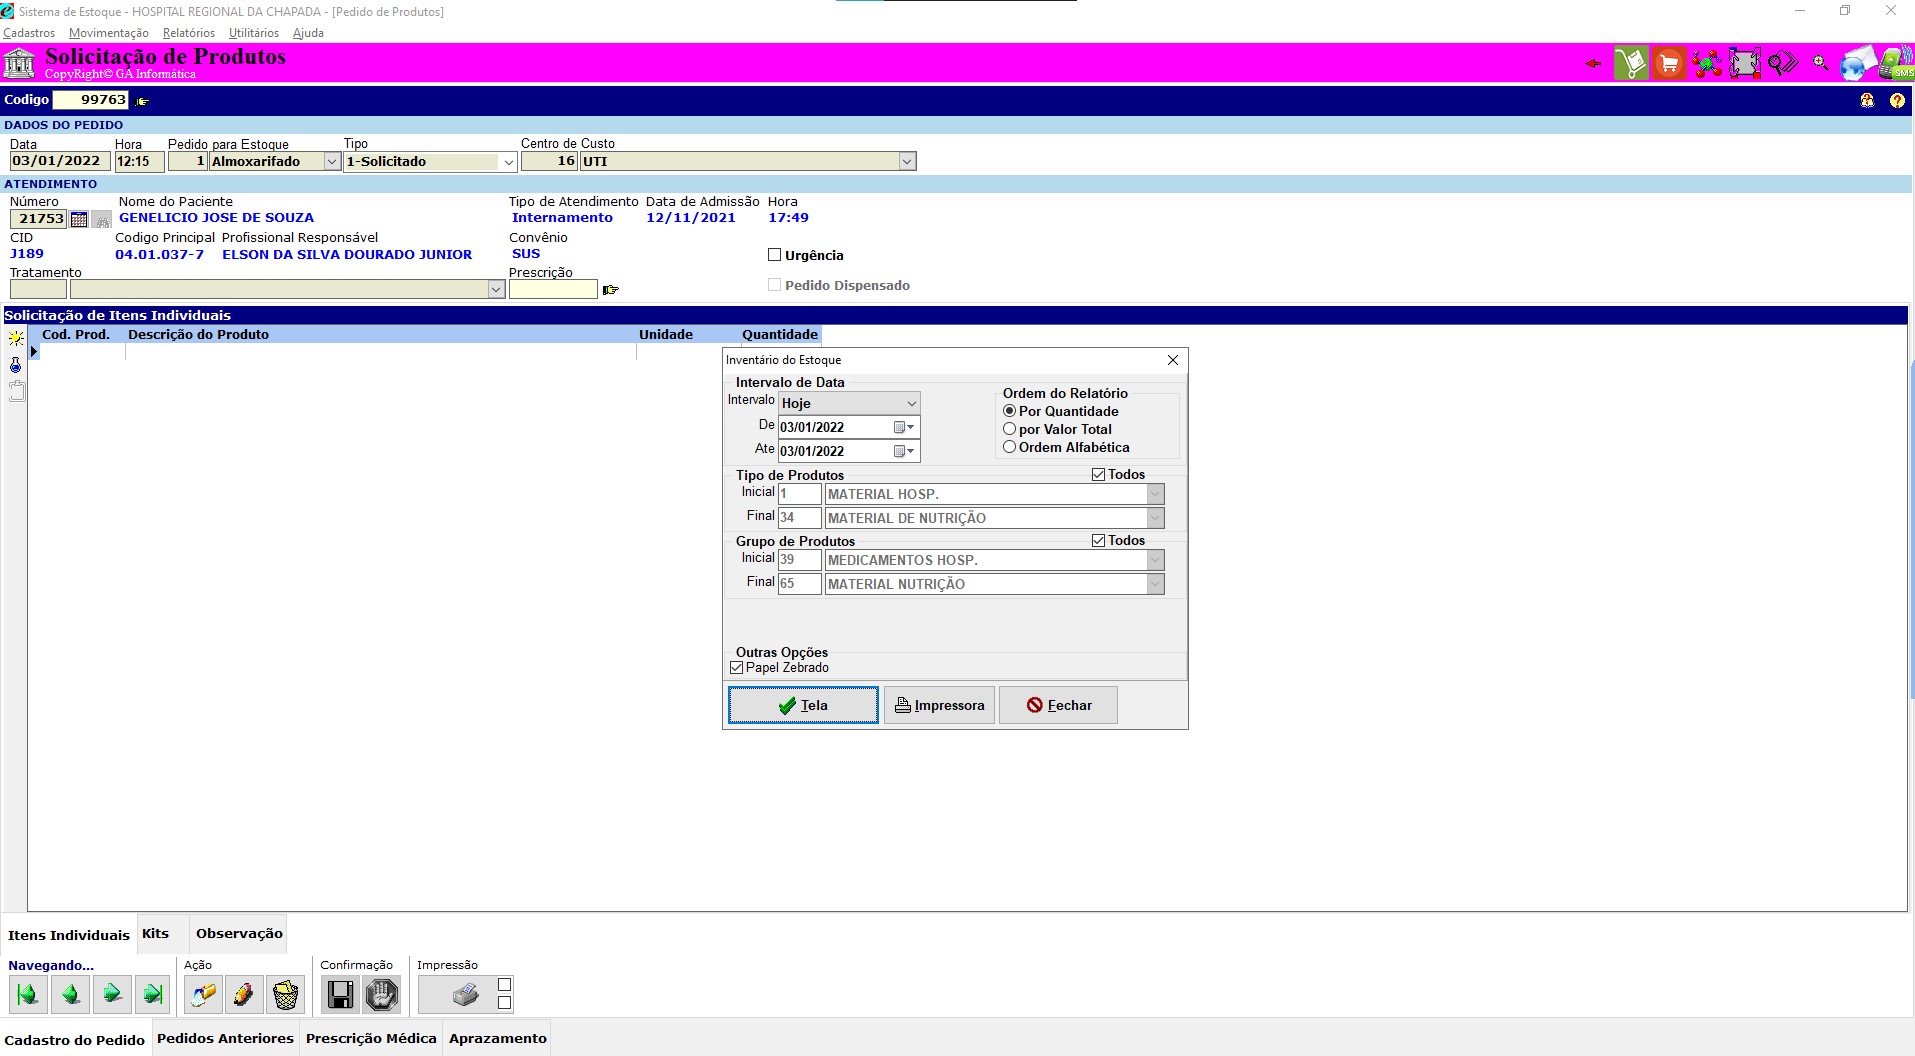 Sistema de Estoque - HOSPITAL REGIONAL DA CHAPADA - [Pedido de Produtos]
Cadastros Movimentação Relatórios Utilitários Ajuda
Solicitação de Produtos
CopyRight© GA Informática
SMS
Codigo 99763
DADOS DO PEDIDO
Data Hora Pedido para Estoque Tipo Centro de Custo
03/01/2022 12:15 1 Almoxarifado 1-Solicitado 16 UTI
ATENDIMENTO
Número Nome do Paciente Tipo de Atendimento Data de Admissão Hora
21753 GENELICIO JOSE DE SOUZA Internamento 12/11/2021 17:49
CID Codigo Principal Profissional Responsável Convênio
J189 04.01.037-7 ELSON DA SILVA DOURADO JUNIOR SUS Urgência
Tratamento Prescrição
Pedido Dispensado
Solicitação de Itens Individuais
Cod. Prod. Descrição do Produto Unidade Quantidade
Inventário do Estoque
Intervalo de Data
Intervalo Hoje
De 03/01/2022
Ate 03/01/2022
Ordem do Relatório
Por Quantidade
por Valor Total
Ordem Alfabética
Tipo de Produtos Todos
Inicial 1 MATERIAL HOSP.
Final 34 MATERIAL DE NUTRIÇÃO
Grupo de Produtos Todos
Inicial 39 MEDICAMENTOS HOSP.
Final 65 MATERIAL NUTRIÇÃO
Outras Opções
Papel Zebrado
Tela Impressora Fechar
Itens Individuais Kits Observação
Navegando... Ação Confirmação Impressão
Cadastro do Pedido Pedidos Anteriores Prescrição Médica Aprazamento